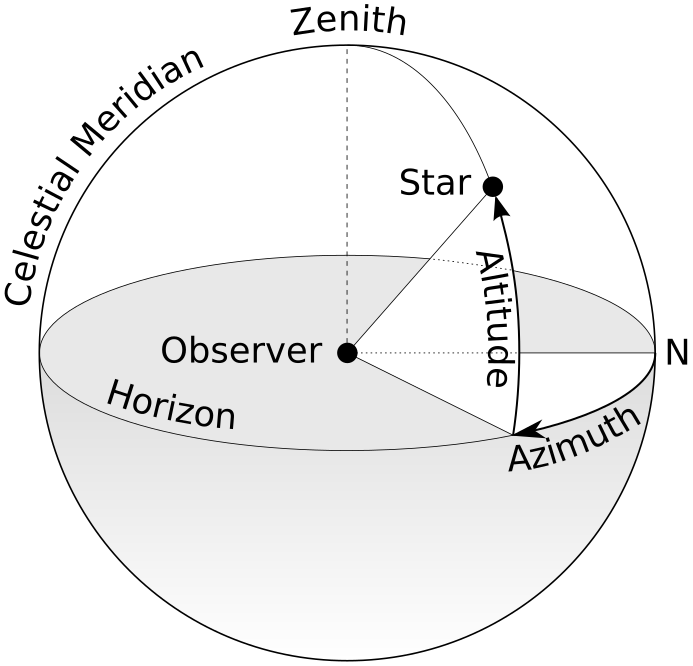 Zenith
Celestial Meridian
Star
Altitude
Observer
N
Horizon
Azimuth